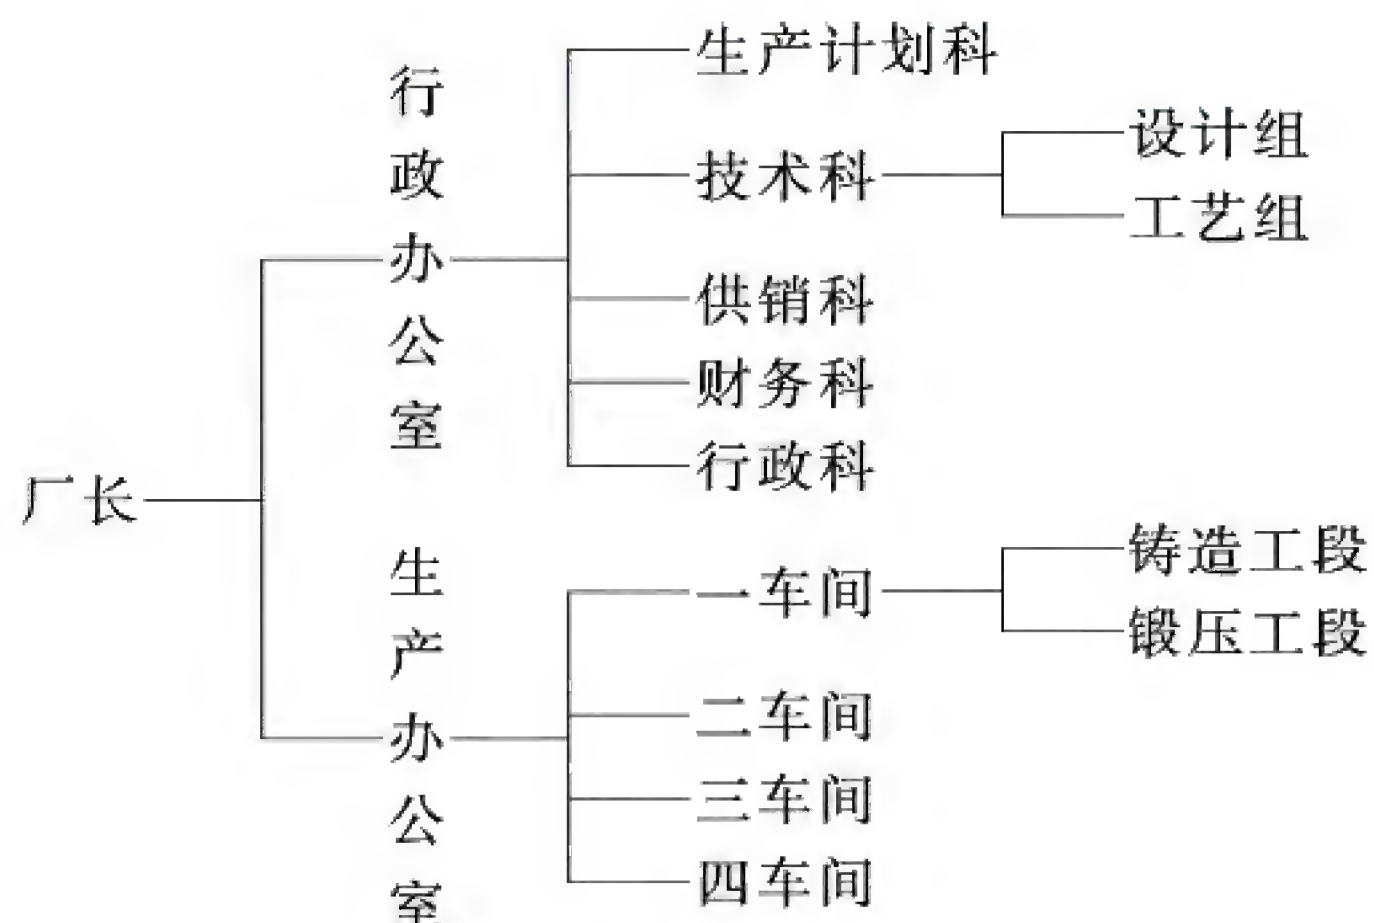 厂长
行政办公室
生产计划科
技术科
设计组
工艺组
供销科
财务科
行政科
生产办公室
一车间
铸造工段
锻压工段
二车间
三车间
四车间